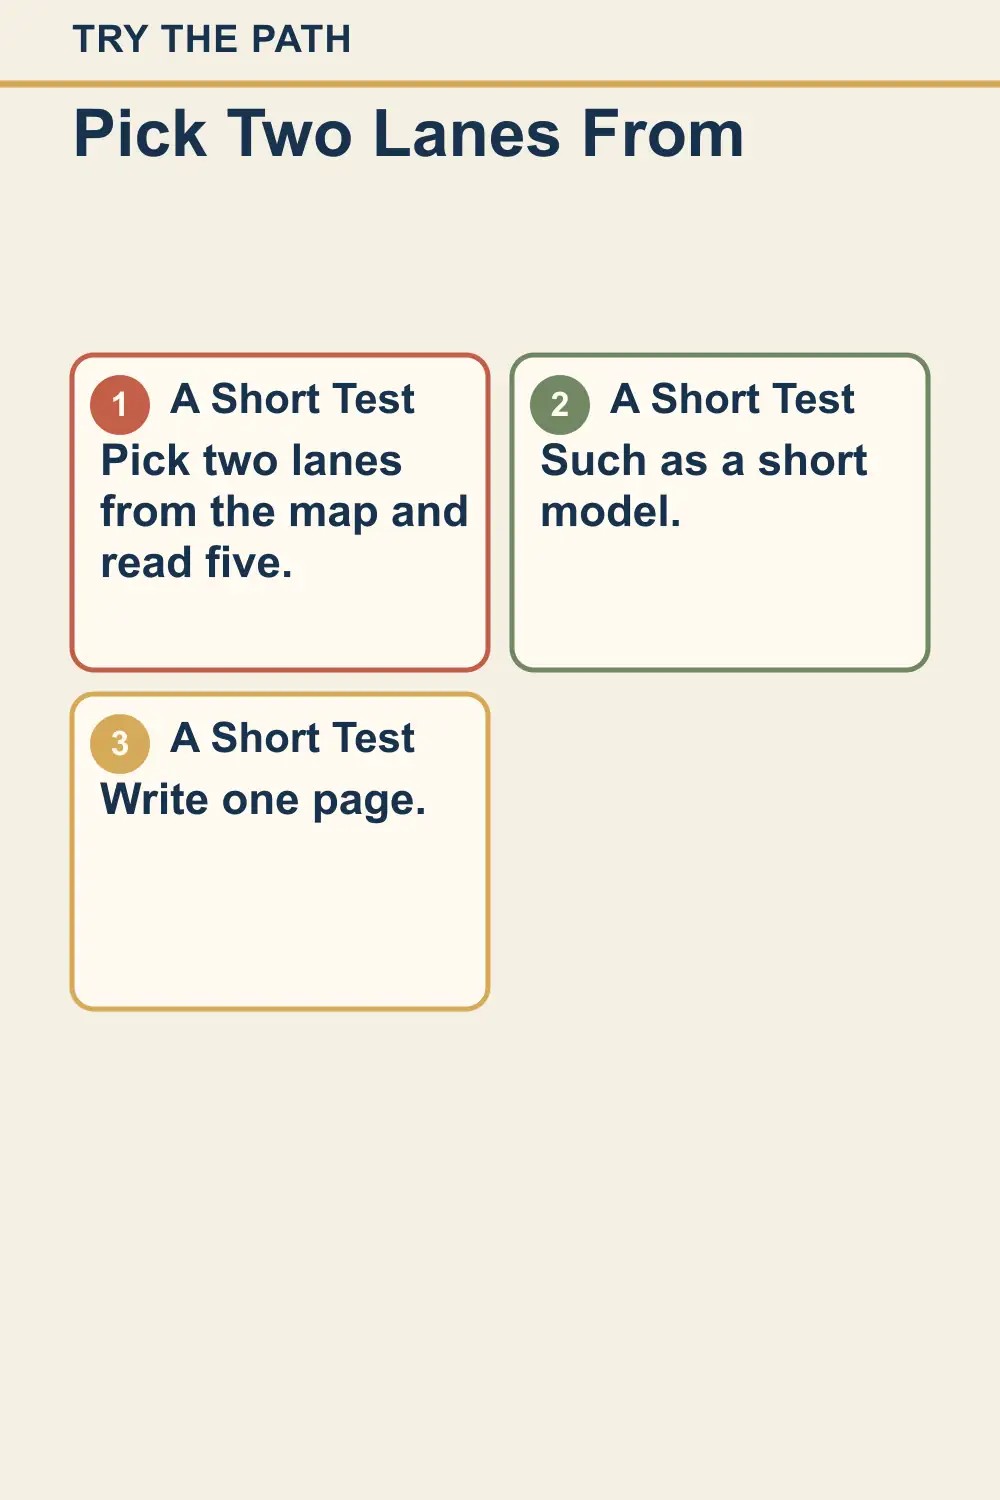 TRY THE PATH
Pick Two Lanes From
1 A Short Test
Pick two lanes
from the map and
read five.
2 A Short Test
Such as a short
model.
3 A Short Test
Write one page.